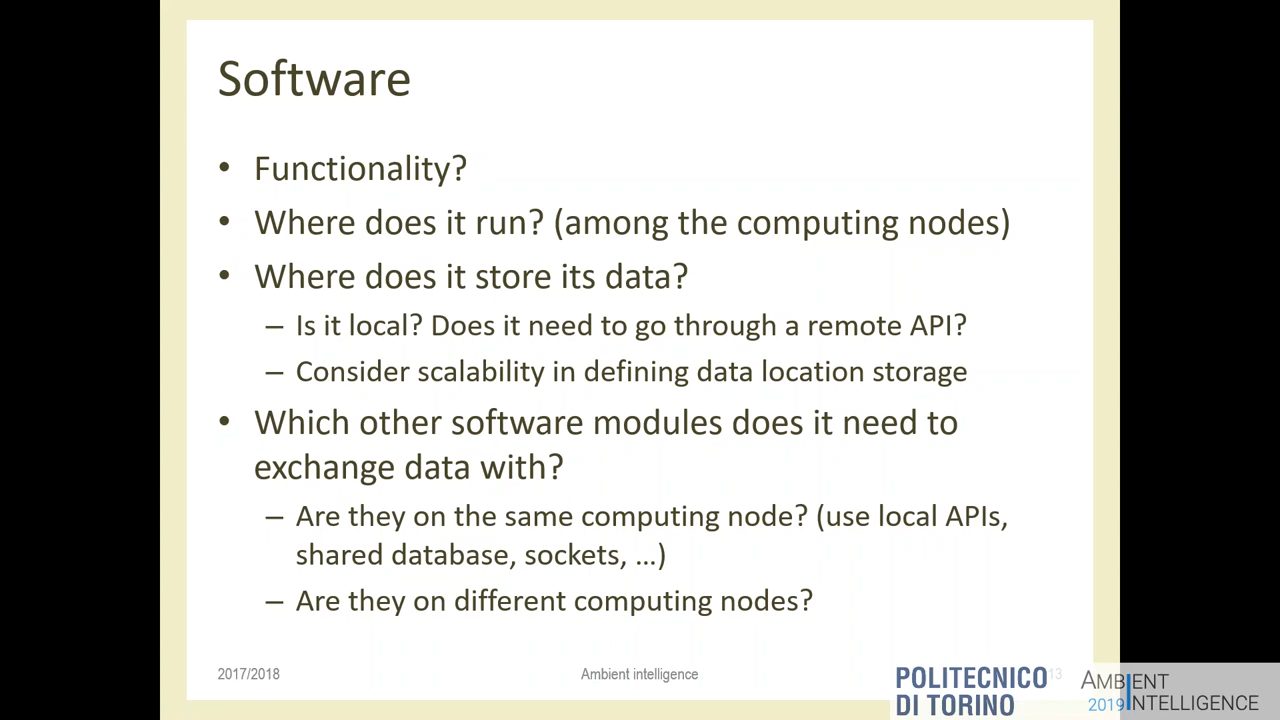 Software
• Functionality?
• Where does it run? (among the computing nodes)
• Where does it store its data?
– Is it local? Does it need to go through a remote API?
– Consider scalability in defining data location storage
• Which other software modules does it need to
exchange data with?
– Are they on the same computing node? (use local APIs,
shared database, sockets, …)
– Are they on different computing nodes?
2017/2018
Ambient intelligence
13
POLITECNICO
DI TORINO
AMBIENT
2019 INTELLIGENCE